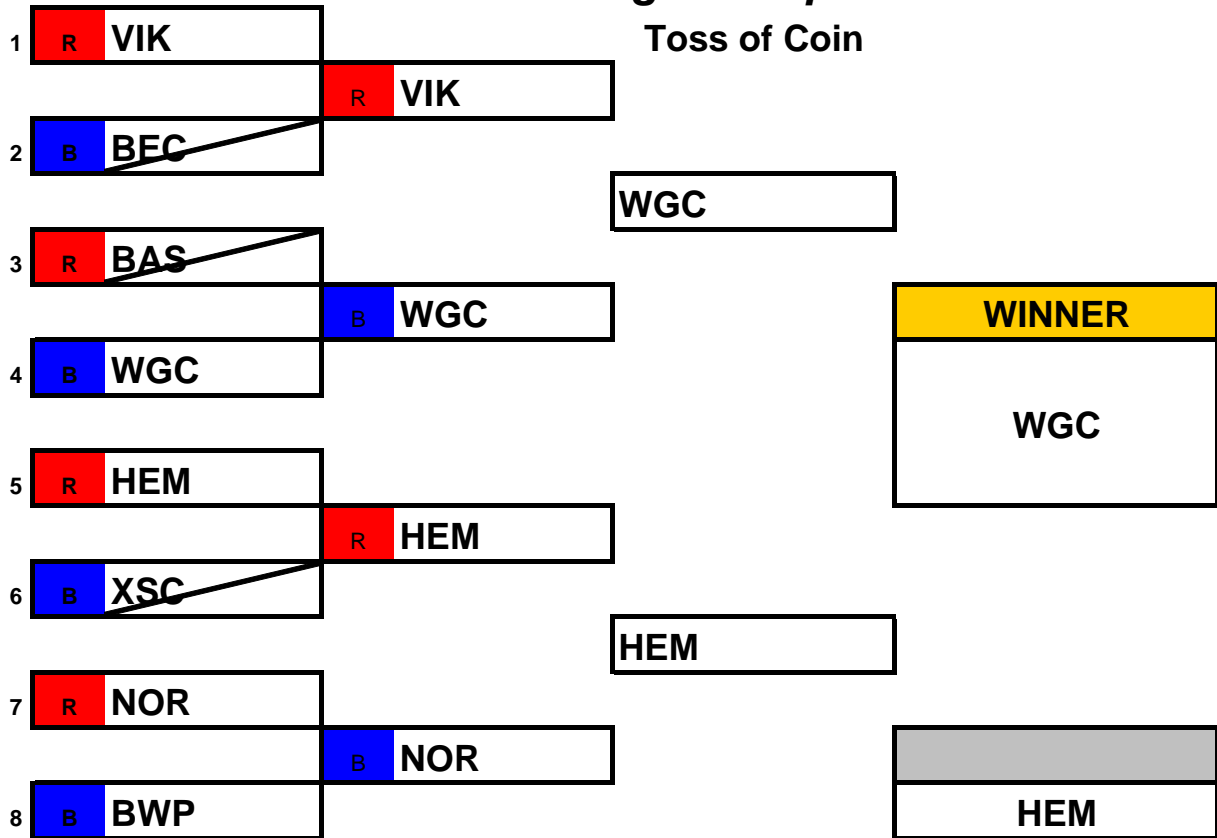 1 R VIK
Toss of Coin
R VIK
2 B BEC
WGC
3 R BAS
B WGC
WINNER
4 B WGC
WGC
5 R HEM
R HEM
6 B XSC
HEM
7 R NOR
B NOR
8 B BWP
HEM